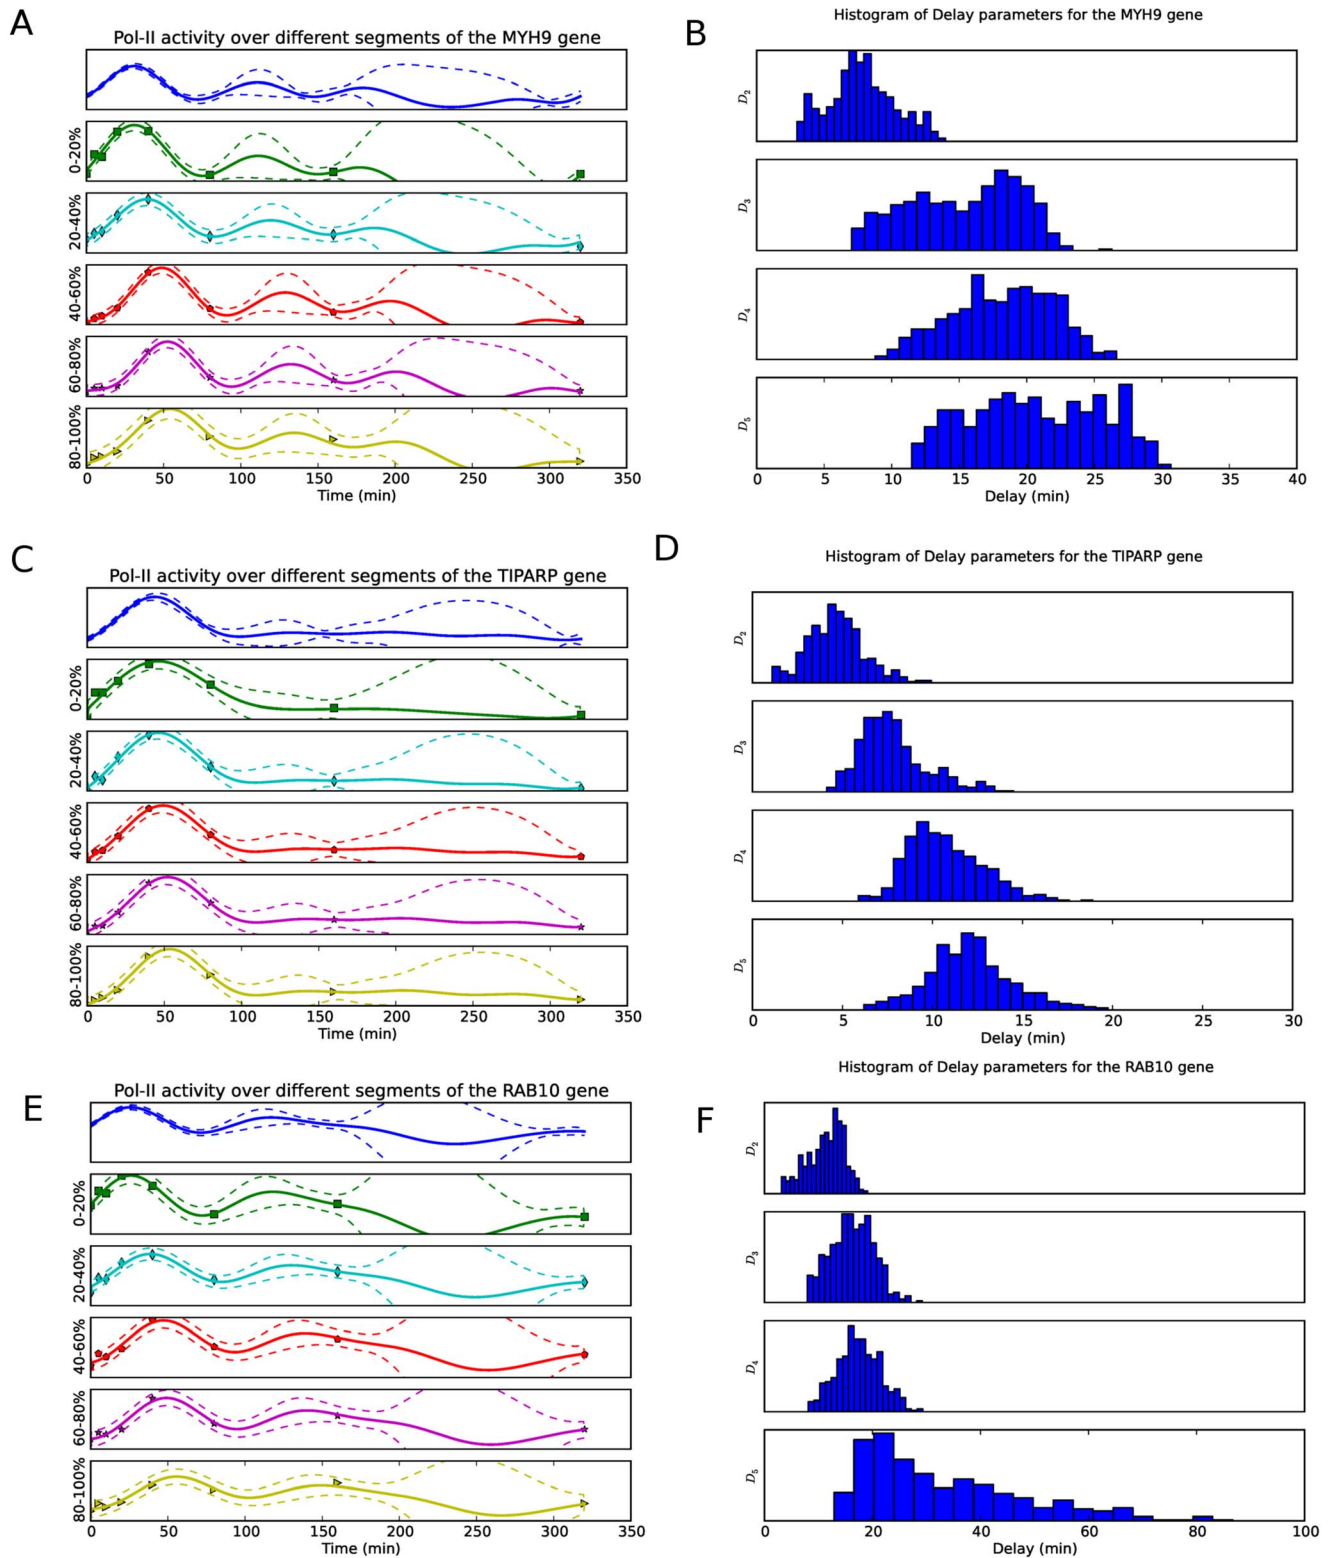 A
Pol-II activity over different segments of the MYH9 gene
0-20%
20-40%
40-60%
60-80%
80-100%
0 50 100 150 200 250 300 350
Time (min)
B
Histogram of Delay parameters for the MYH9 gene
D2
D3
D4
D5
0 5 10 15 20 25 30 35 40
Delay (min)
C
Pol-II activity over different segments of the TIPARP gene
0-20%
20-40%
40-60%
60-80%
80-100%
0 50 100 150 200 250 300 350
Time (min)
D
Histogram of Delay parameters for the TIPARP gene
D2
D3
D4
D5
0 5 10 15 20 25 30
Delay (min)
E
Pol-II activity over different segments of the RAB10 gene
0-20%
20-40%
40-60%
60-80%
80-100%
0 50 100 150 200 250 300 350
Time (min)
F
Histogram of Delay parameters for the RAB10 gene
D2
D3
D4
D5
0 20 40 60 80 100
Delay (min)